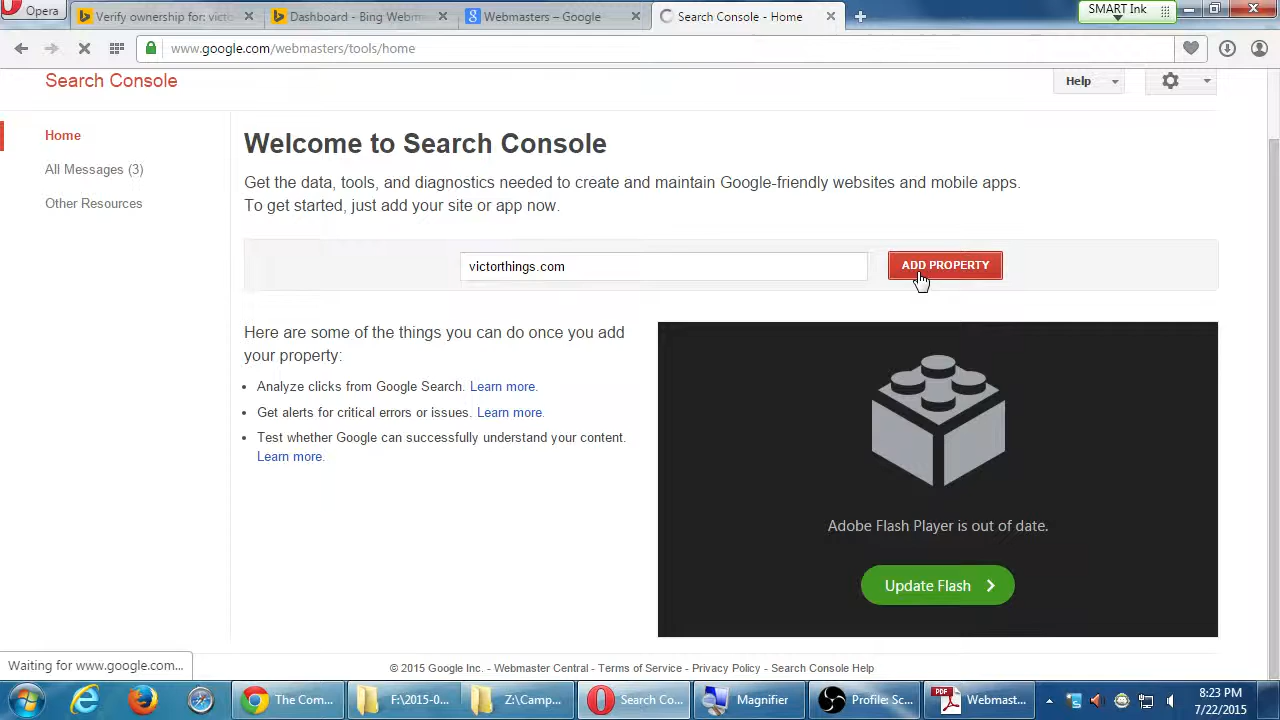 Opera
Verify ownership for: victo
Dashboard - Bing Webm
Webmasters – Google
Search Console - Home
SMART Ink
www.google.com/webmasters/tools/home
Search Console
Help
Home
All Messages (3)
Other Resources
Welcome to Search Console
Get the data, tools, and diagnostics needed to create and maintain Google-friendly websites and mobile apps.
To get started, just add your site or app now.
victorthings.com
ADD PROPERTY
Here are some of the things you can do once you add
your property:
Analyze clicks from Google Search. Learn more.
Get alerts for critical errors or issues. Learn more.
Test whether Google can successfully understand your content.
Learn more.
Adobe Flash Player is out of date.
Update Flash
Waiting for www.google.com...
© 2015 Google Inc. - Webmaster Central - Terms of Service - Privacy Policy - Search Console Help
The Com...
F:\2015-0...
Z:\Camp...
Search Co...
Magnifier
Profile: Sc...
PDF
Webmast...
8:23 PM
7/22/2015